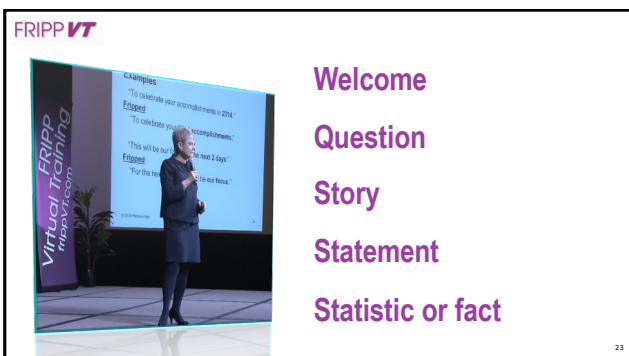 FRIPP VT
Examples
"To celebrate your accomplishments in 2014."
Fripped
"To celebrate your accomplishments."
"This will be our the next 2 days."
Fripped
"For the next be our focus."
FRIPP
Virtual Training
frippVT.com
Welcome
Question
Story
Statement
Statistic or fact
23